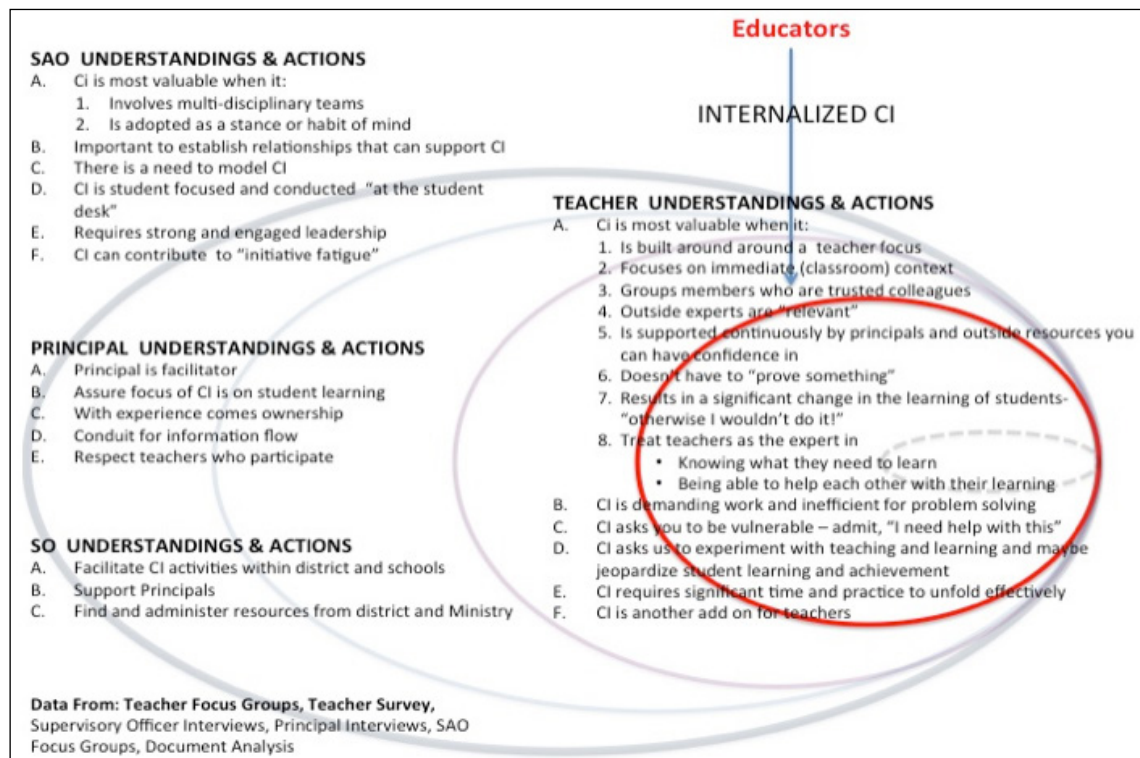 Educators
INTERNALIZED CI
SAO UNDERSTANDINGS & ACTIONS
A. Ci is most valuable when it:
1. Involves multi-disciplinary teams
2. Is adopted as a stance or habit of mind
B. Important to establish relationships that can support CI
C. There is a need to model CI
D. CI is student focused and conducted “at the student
desk”
E. Requires strong and engaged leadership
F. CI can contribute to “initiative fatigue”
PRINCIPAL UNDERSTANDINGS & ACTIONS
A. Principal is facilitator
B. Assure focus of CI is on student learning
C. With experience comes ownership
D. Conduit for information flow
E. Respect teachers who participate
SO UNDERSTANDINGS & ACTIONS
A. Facilitate CI activities within district and schools
B. Support Principals
C. Find and administer resources from district and Ministry
Data From: Teacher Focus Groups, Teacher Survey,
Supervisory Officer Interviews, Principal Interviews, SAO
Focus Groups, Document Analysis
TEACHER UNDERSTANDINGS & ACTIONS
A. Ci is most valuable when it:
1. Is built around around a teacher focus
2. Focuses on immediate (classroom) context
3. Groups members who are trusted colleagues
4. Outside experts are “relevant”
5. Is supported continuously by principals and outside resources you
can have confidence in
6. Doesn’t have to “prove something”
7. Results in a significant change in the learning of students-
“otherwise I wouldn’t do it!”
8. Treat teachers as the expert in
• Knowing what they need to learn
• Being able to help each other with their learning
B. CI is demanding work and inefficient for problem solving
C. CI asks you to be vulnerable – admit, “I need help with this”
D. CI asks us to experiment with teaching and learning and maybe
jeopardize student learning and achievement
E. CI requires significant time and practice to unfold effectively
F. CI is another add on for teachers